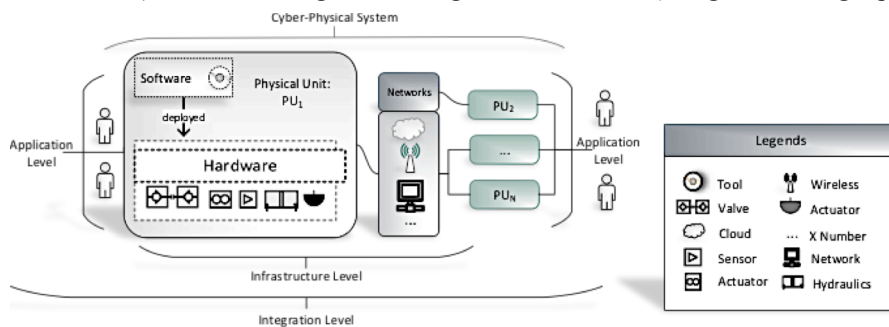 Cyber-Physical System
Software
Physical Unit:
PU1
deployed
Hardware
Application
Level
Networks
...
PU2
...
PUN
Application
Level
Infrastructure Level
Integration Level
Legends
Tool
Wireless
Valve
Actuator
Cloud
... X Number
Sensor
Network
Actuator
Hydraulics